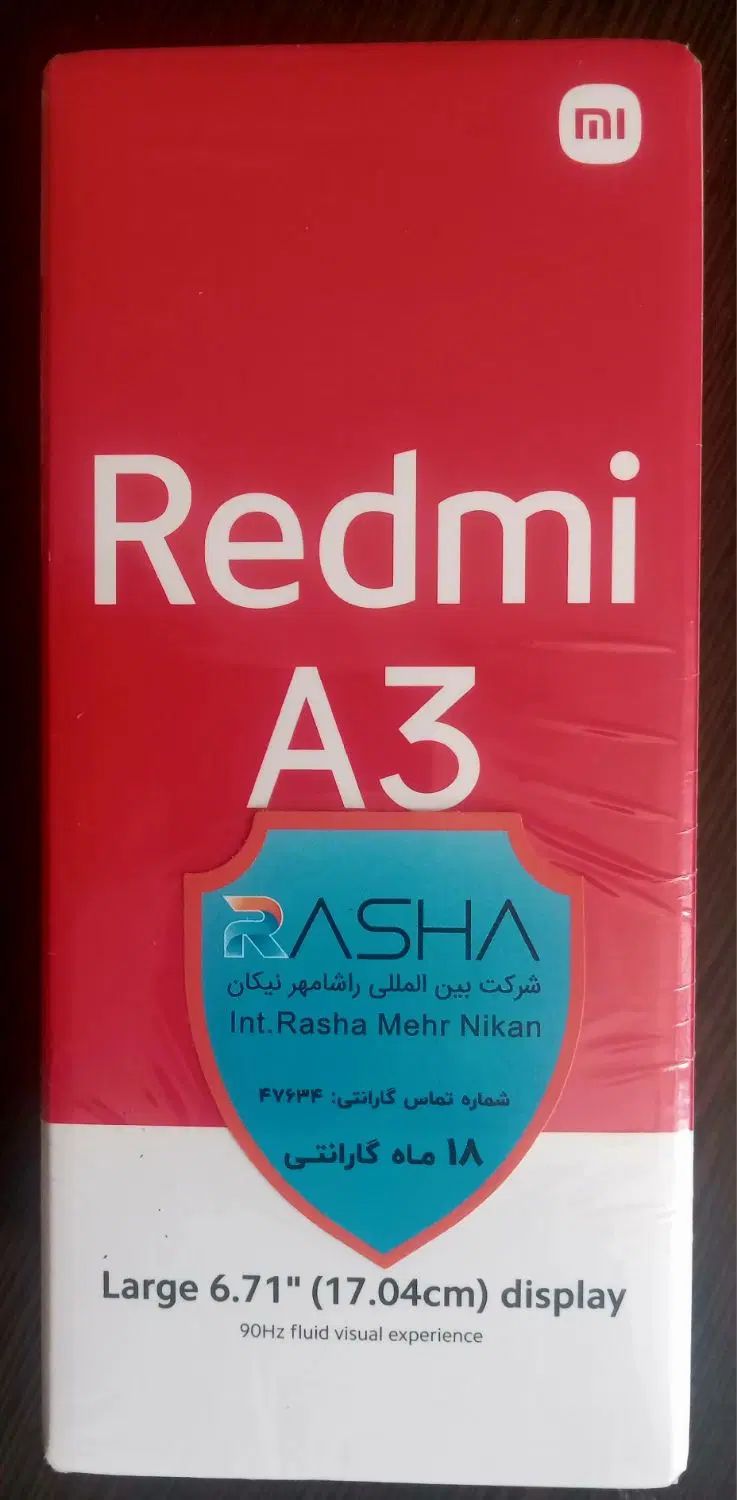 mi
Redmi
A3
RASHA
شرکت بین المللی راشامهر نیکان
Int.Rasha Mehr Nikan
شماره تماس گارانتی: ۴۷۶۳۴
۱۸ ماه گارانتی
Large 6.71" (17.04cm) display
90Hz fluid visual experience